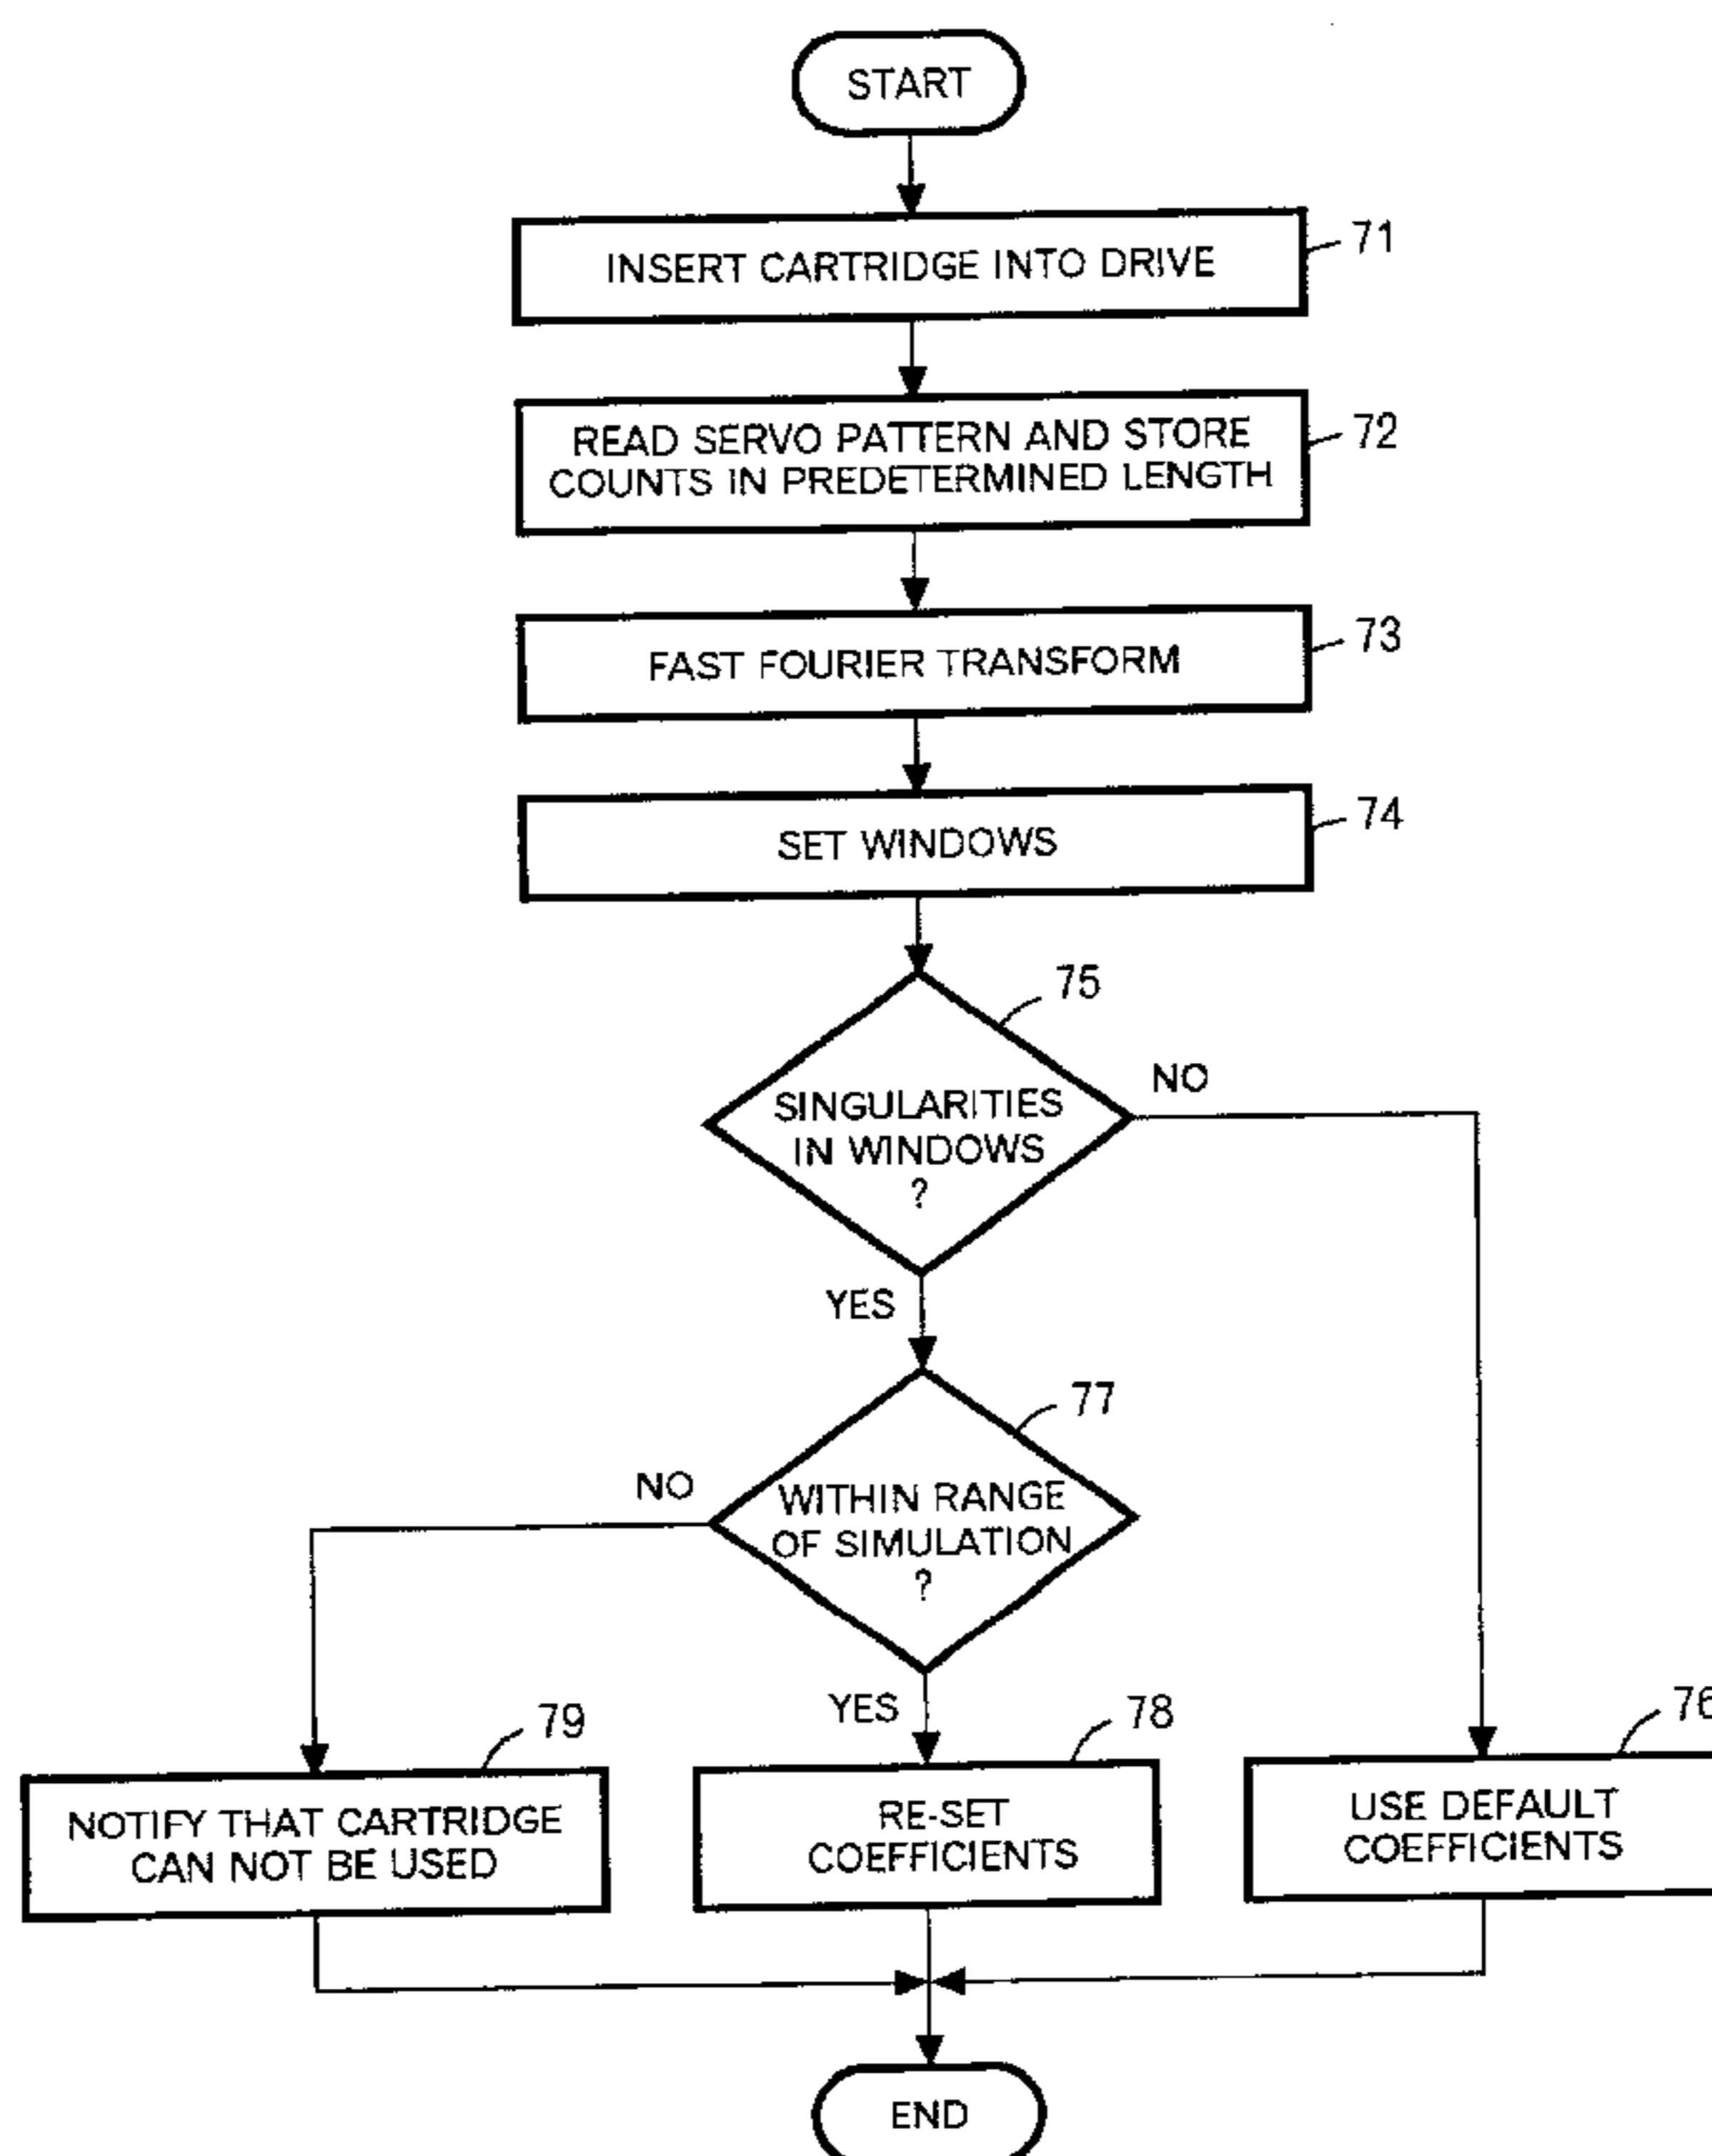 START
INSERT CARTRIDGE INTO DRIVE
71
READ SERVO PATTERN AND STORE
COUNTS IN PREDETERMINED LENGTH
72
FAST FOURIER TRANSFORM
73
SET WINDOWS
74
75
SINGULARITIES
IN WINDOWS
?
NO
YES
77
WITHIN RANGE
OF SIMULATION
?
NO
YES
79
NOTIFY THAT CARTRIDGE
CAN NOT BE USED
78
RE-SET
COEFFICIENTS
76
USE DEFAULT
COEFFICIENTS
END